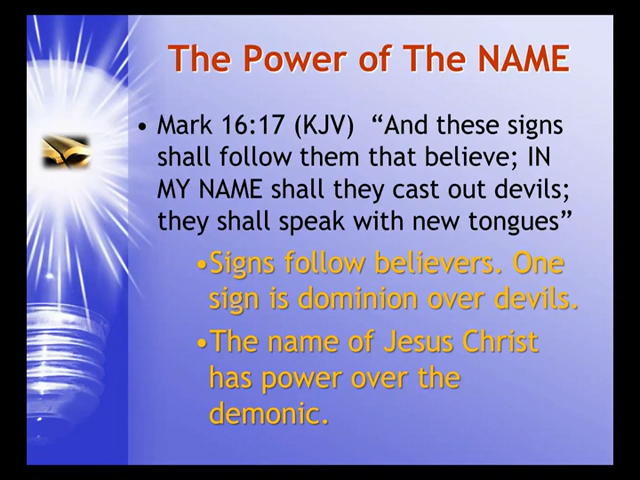 The Power of The NAME
• Mark 16:17 (KJV) “And these signs
shall follow them that believe; IN
MY NAME shall they cast out devils;
they shall speak with new tongues”
•Signs follow believers. One
sign is dominion over devils.
•The name of Jesus Christ
has power over the
demonic.